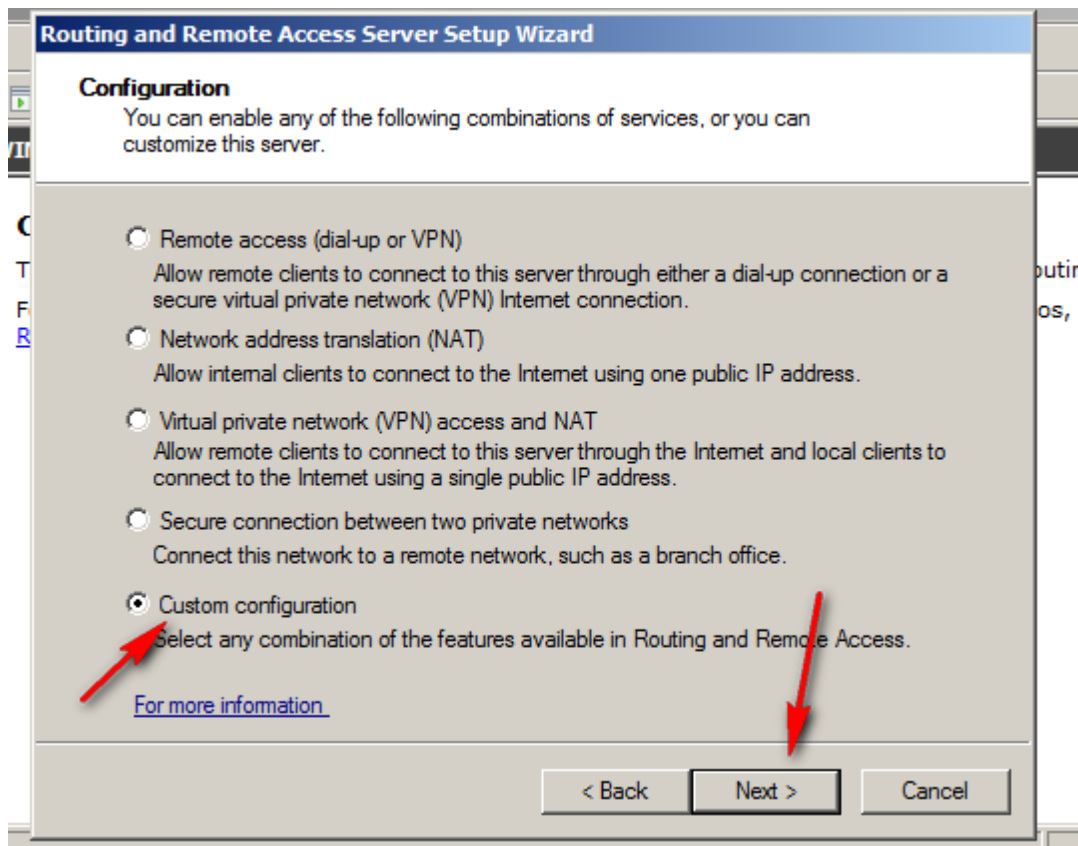 Routing and Remote Access Server Setup Wizard
Configuration
You can enable any of the following combinations of services, or you can
customize this server.
Remote access (dial-up or VPN)
Allow remote clients to connect to this server through either a dial-up connection or a
secure virtual private network (VPN) Internet connection.
Network address translation (NAT)
Allow internal clients to connect to the Internet using one public IP address.
Virtual private network (VPN) access and NAT
Allow remote clients to connect to this server through the Internet and local clients to
connect to the Internet using a single public IP address.
Secure connection between two private networks
Connect this network to a remote network, such as a branch office.
Custom configuration
Select any combination of the features available in Routing and Remote Access.
For more information
< Back
Next >
Cancel